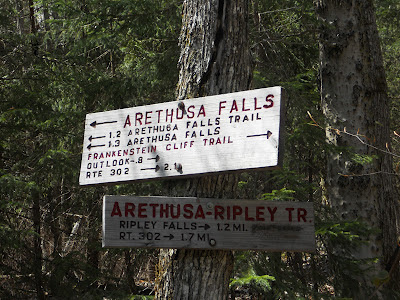 ← ARETHUSA FALLS
← 1.2 ARETHUSA FALLS TRAIL
← 1.3 ARETHUSA FALLS →
FRANKENSTEIN CLIFF TRAIL
OUTLOOK-.8 →
RTE 302 → 2.1
ARETHUSA-RIPLEY TR.
RIPLEY FALLS→ 1.2 MI.
RT. 302 → 1.7 MI.